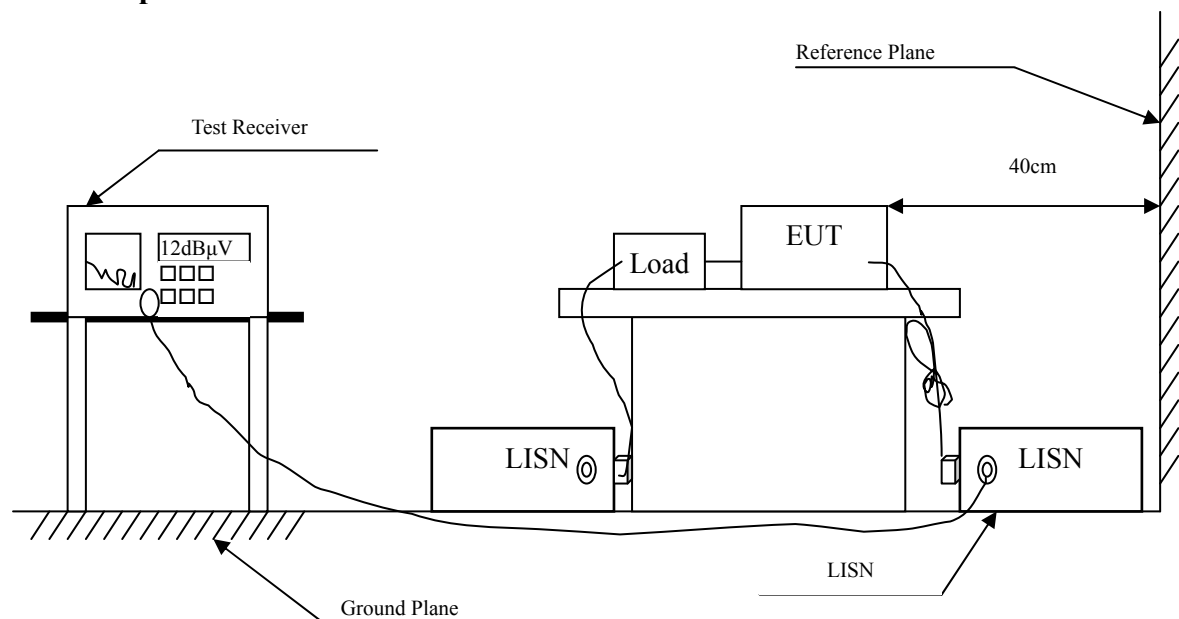 Reference Plane
Test Receiver
40cm
12dBμV
EUT
Load
LISN
LISN
LISN
Ground Plane